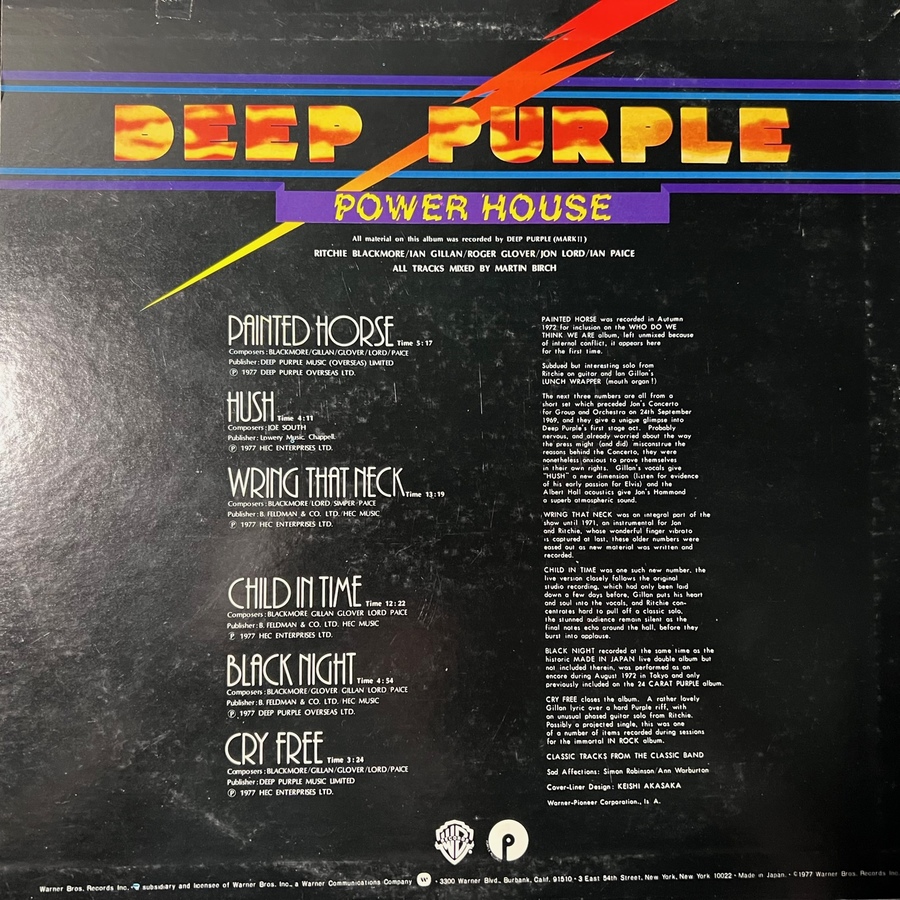 DEEP PURPLE
POWER HOUSE
All material on this album was recorded by DEEP PURPLE (MARK II)
RITCHIE BLACKMORE/IAN GILLAN/ROGER GLOVER/JON LORD/IAN PAICE
ALL TRACKS MIXED BY MARTIN BIRCH
PAINTED HORSE Time 5:17
Composers: BLACKMORE/GILLAN/GLOVER/LORD/PAICE
Publisher: DEEP PURPLE MUSIC (OVERSEAS) LIMITED
Ⓟ 1977 DEEP PURPLE OVERSEAS LTD.
HUSH Time 4:11
Composers: JOE SOUTH
Publisher: Lowery Music. Chappell.
Ⓟ 1977 HEC ENTERPRISES LTD.
WRING THAT NECK Time 13:19
Composers: BLACKMORE/LORD/SIMPER/PAICE
Publisher: B. FELDMAN & CO. LTD./HEC MUSIC
Ⓟ 1977 HEC ENTERPRISES LTD.
CHILD IN TIME Time 12:22
Composers: BLACKMORE GILLAN GLOVER LORD PAICE
Publisher: B. FELDMAN & CO. LTD. HEC MUSIC
Ⓟ 1977 HEC ENTERPRISES LTD.
BLACK NIGHT Time 4:54
Composers: BLACKMORE/GLOVER GILLAN LORD PAICE
Publisher: B. FELDMAN & CO. LTD./HEC MUSIC
Ⓟ 1977 DEEP PURPLE OVERSEAS LTD.
CRY FREE Time 3:24
Composers: BLACKMORE/GILLAN/GLOVER/LORD/PAICE
Publisher: DEEP PURPLE MUSIC LIMITED
Ⓟ 1977 HEC ENTERPRISES LTD.
PAINTED HORSE was recorded in Autumn
1972 for inclusion on the WHO DO WE
THINK WE ARE album, left unmixed because
of internal conflict, it appears here
for the first time.
Subdued but interesting solo from
Ritchie on guitar and Ian Gillan's
LUNCH WRAPPER (mouth organ!)
The next three numbers are all from a
short set which preceded Jon's Concerto
for Group and Orchestra on 24th September
1969, and they give a unique glimpse into
Deep Purple's first stage act. Probably
nervous, and already worried about the way
the press might (and did) misconstrue the
reasons behind the Concerto, they were
nonetheless anxious to prove themselves
in their own rights. Gillan's vocals give
"HUSH" a new dimension (listen for evidence
of his early passion for Elvis) and the
Albert Hall acoustics give Jon's Hammond
a superb atmospheric sound.
WRING THAT NECK was an integral part of the
show until 1971, an instrumental for Jon
and Ritchie, whose wonderful finger vibrato
is captured at last, these older numbers were
eased out as new material was written and
recorded.
CHILD IN TIME was one such new number, the
live version closely follows the original
studio recording, which had only been laid
down a few days before, Gillan puts his heart
and soul into the vocals, and Ritchie con-
centrates hard to pull off a classic solo,
the stunned audience remain silent as the
final notes echo around the hall, before they
burst into applause.
BLACK NIGHT recorded at the same time as the
historic MADE IN JAPAN live double album but
not included therein, was performed as an
encore during August 1972 in Tokyo and only
previously included on the 24 CARAT PURPLE album.
CRY FREE closes the album. A rather lovely
Gillan lyric over a hard Purple riff, with
an unusual phased guitar solo from Ritchie.
Possibly a projected single, this was one
of a number of items recorded during sessions
for the immortal IN ROCK album.
CLASSIC TRACKS FROM THE CLASSIC BAND
Sad Affections: Simon Robinson/Ann Warburton
Cover-Liner Design: KEISHI AKASAKA
Warner-Pioneer Corporation., Is A.
RECORDS
P
Warner Bros. Records Inc. a subsidiary and licensee of Warner Bros. Inc., a Warner Communications Company · 3300 Warner Blvd., Burbank, Calif. 91510 · 3 East 54th Street, New York, New York 10022 · Made in Japan. · ©1977 Warner Bros. Records Inc.